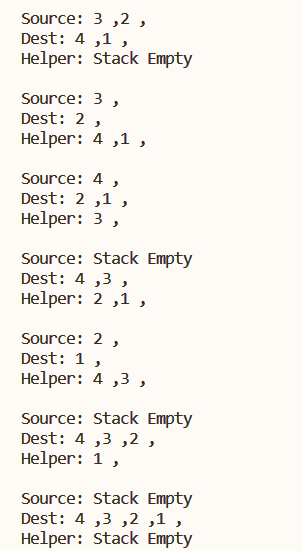 Source: 3 ,2 ,
Dest: 4 ,1 ,
Helper: Stack Empty
Source: 3 ,
Dest: 2 ,
Helper: 4 ,1 ,
Source: 4 ,
Dest: 2 ,1 ,
Helper: 3 ,
Source: Stack Empty
Dest: 4 ,3 ,
Helper: 2 ,1 ,
Source: 2 ,
Dest: 1 ,
Helper: 4 ,3 ,
Source: Stack Empty
Dest: 4 ,3 ,2 ,
Helper: 1 ,
Source: Stack Empty
Dest: 4 ,3 ,2 ,1 ,
Helper: Stack Empty